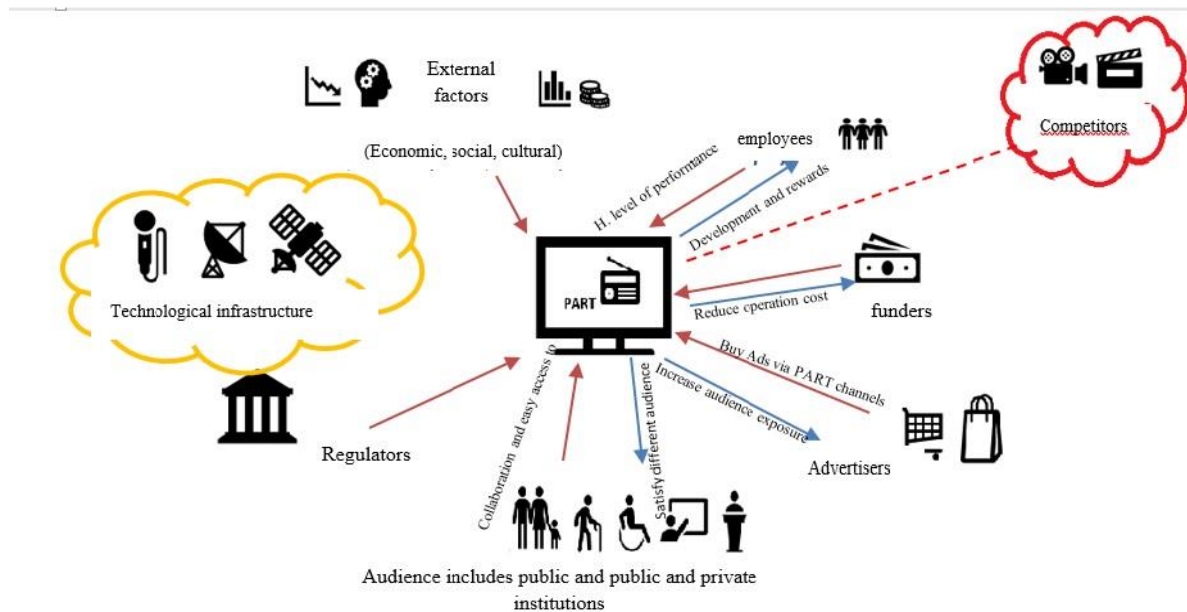 External
factors
(Economic, social, cultural)
Competitors
employees
H. level of performance
Development and rewards
Technological infrastructure
PART
Reduce operation cost
funders
Buy Ads via PART channels
Increase audience exposure
Advertisers
Regulators
Collaboration and easy access to
Satisfy different audience
Audience includes public and public and private
institutions